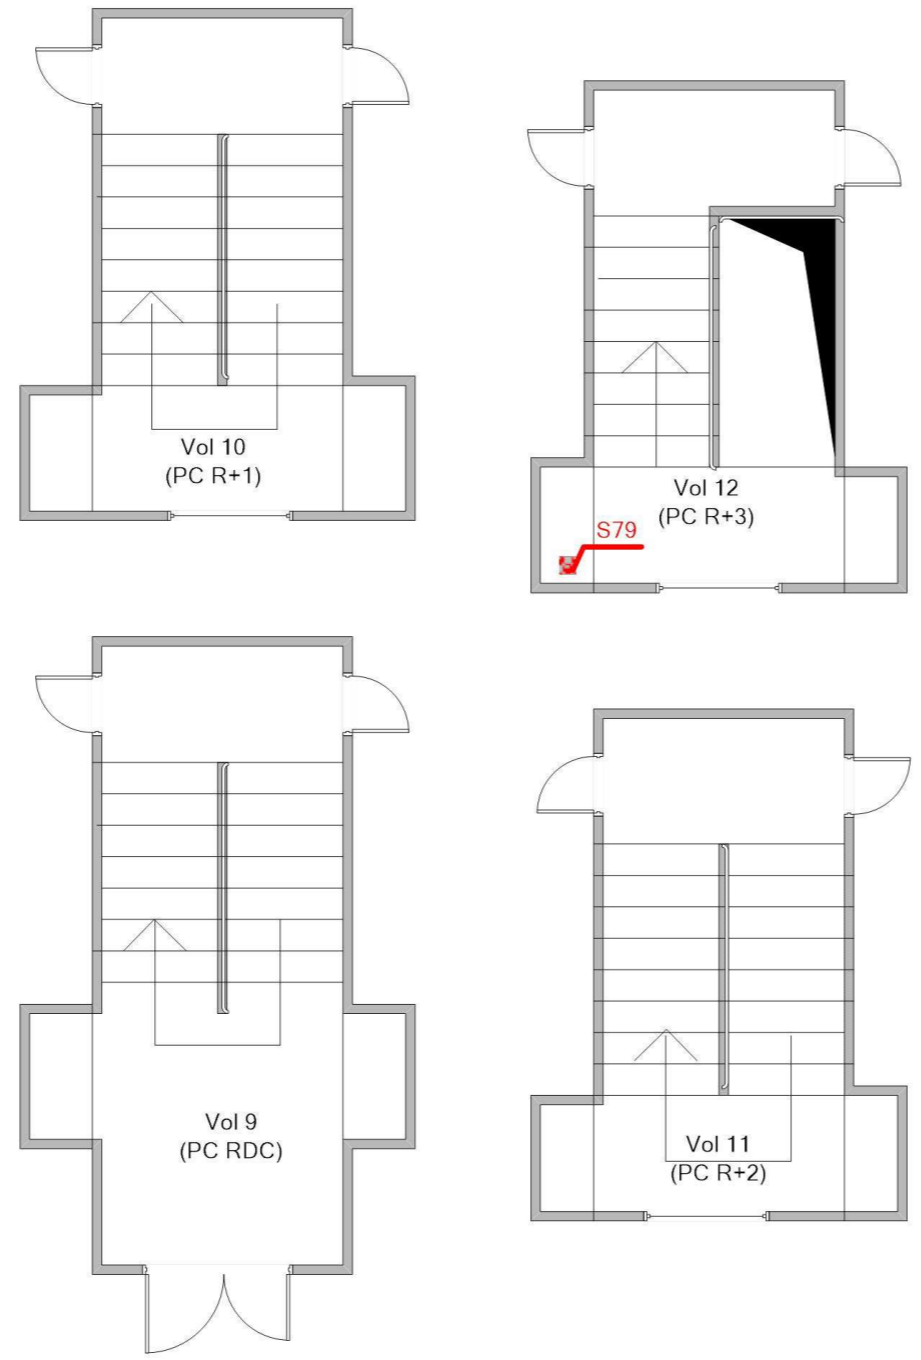 Vol 10
(PC R+1)
Vol 12
(PC R+3)
S79
Vol 9
(PC RDC)
Vol 11
(PC R+2)